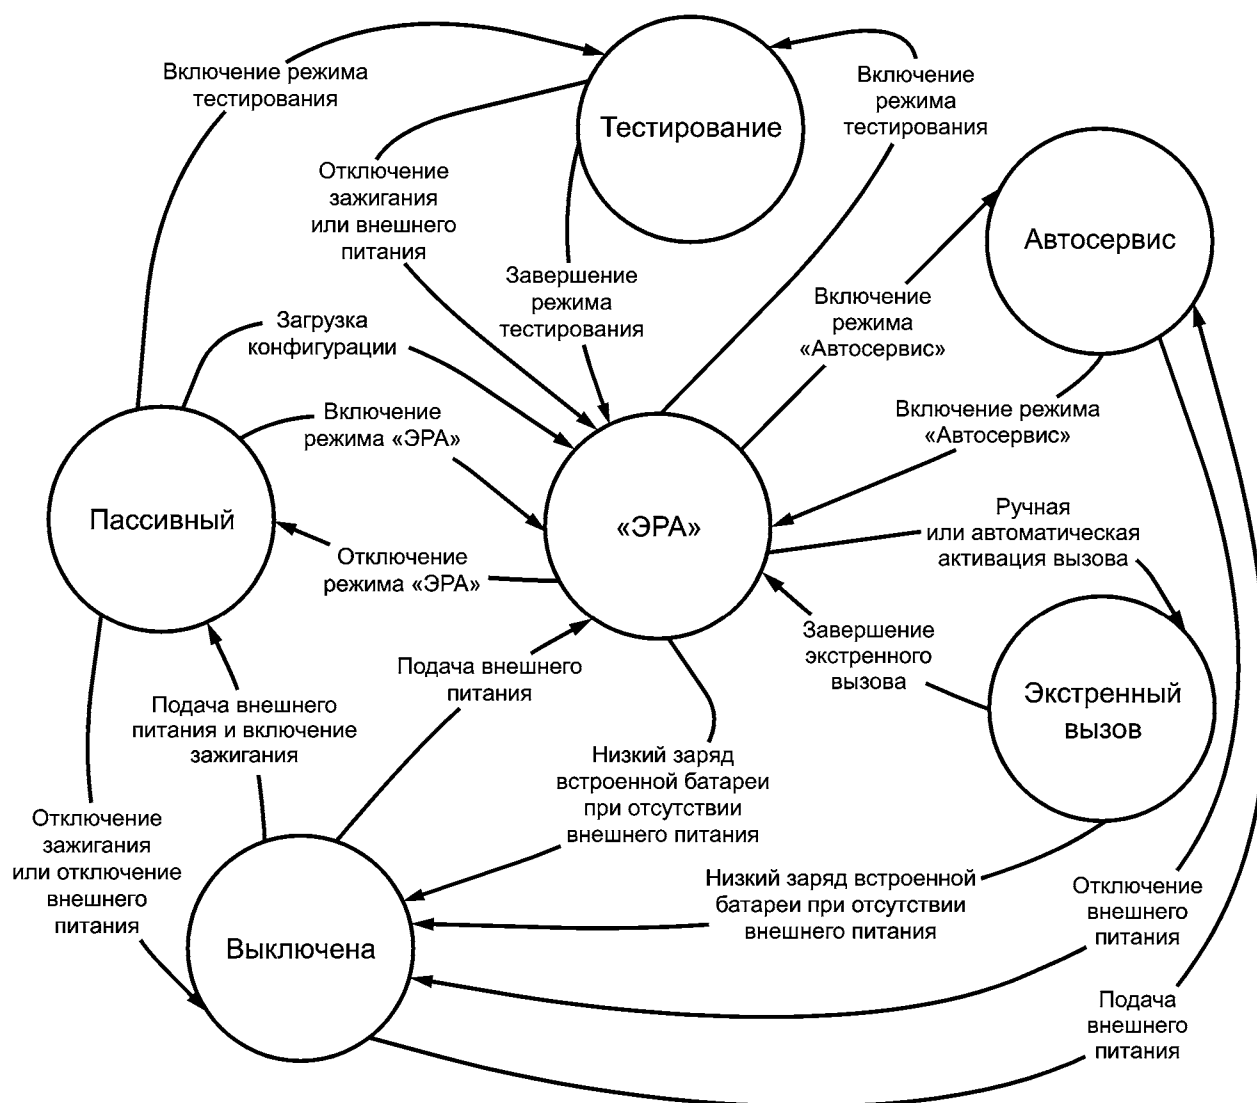 Включение режима
тестирования
Тестирование
Включение
режима
тестирования
Отключение
зажигания
или внешнего
питания
Автосервис
Завершение
режима
тестирования
Включение
режима
«Автосервис»
Загрузка
конфигурации
Включение
режима «ЭРА»
Включение режима
«Автосервис»
Пассивный
«ЭРА»
Ручная
или автоматическая
активация вызова
Отключение
режима «ЭРА»
Завершение
экстренного
вызова
Экстренный
вызов
Подача внешнего
питания
Подача внешнего
питания и включение
зажигания
Низкий заряд
встроенной батареи
при отсутствии
внешнего питания
Отключение
зажигания
или отключение
внешнего
питания
Низкий заряд встроенной
батареи при отсутствии
внешнего питания
Отключение
внешнего
питания
Выключена
Подача
внешнего
питания